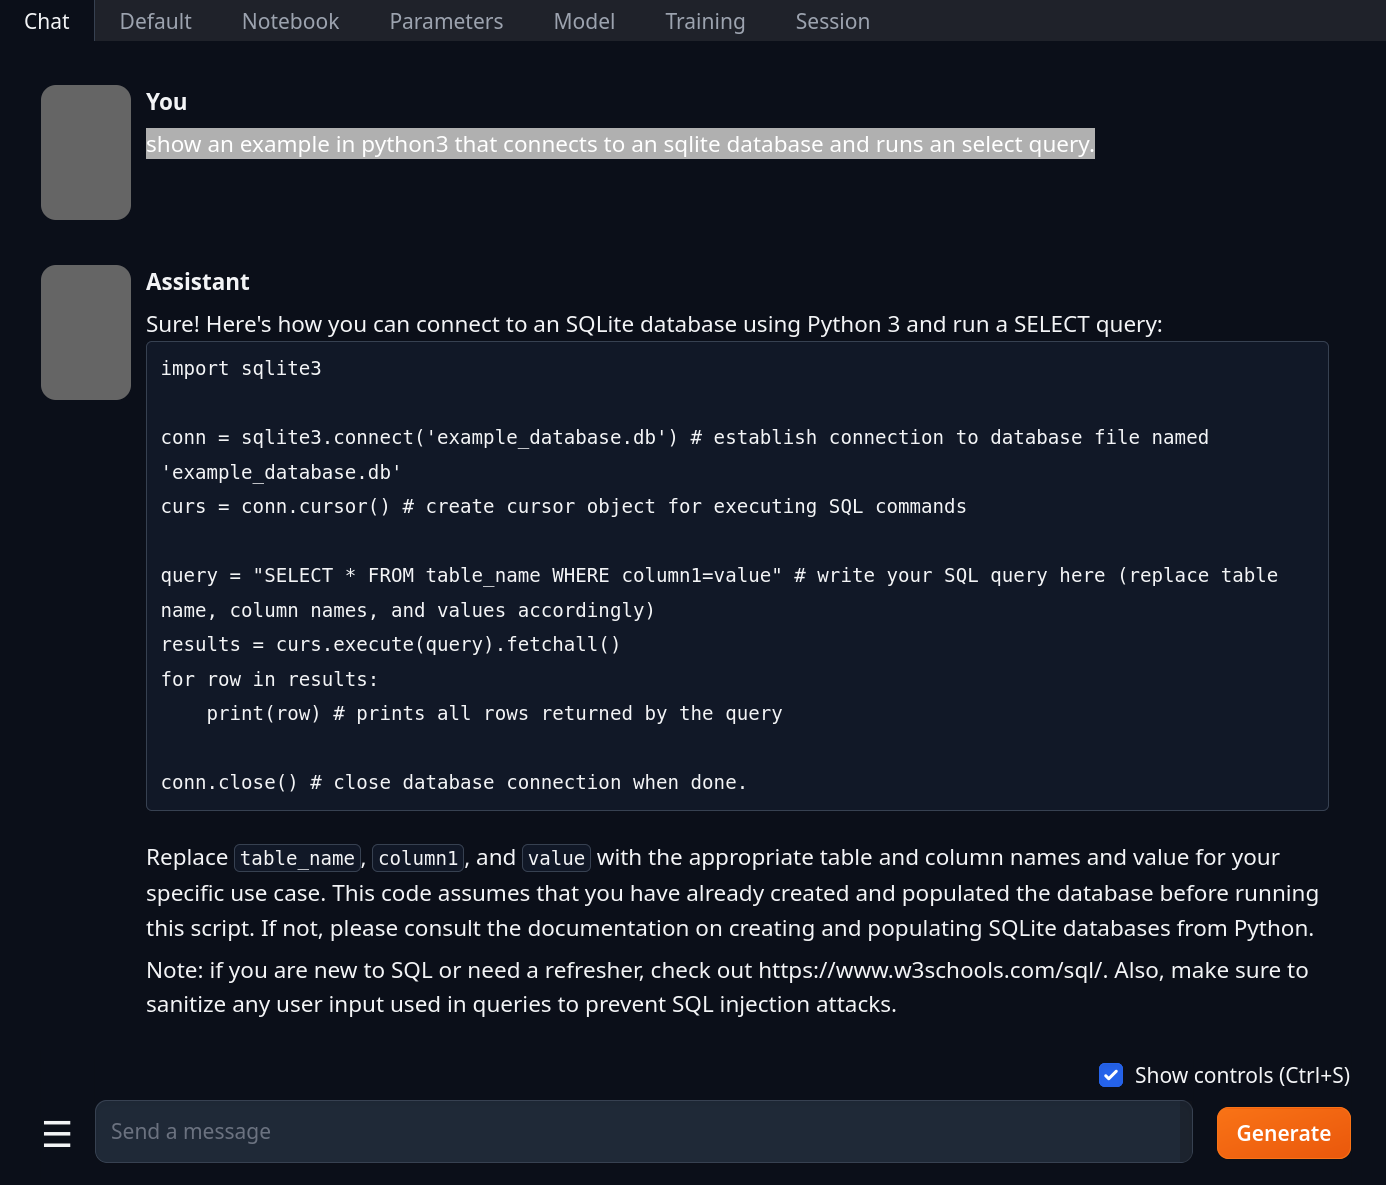 Chat Default Notebook Parameters Model Training Session
You
show an example in python3 that connects to an sqlite database and runs an select query.
Assistant
Sure! Here's how you can connect to an SQLite database using Python 3 and run a SELECT query:
import sqlite3
conn = sqlite3.connect('example_database.db') # establish connection to database file named
'example_database.db'
curs = conn.cursor() # create cursor object for executing SQL commands
query = "SELECT * FROM table_name WHERE column1=value" # write your SQL query here (replace table
name, column names, and values accordingly)
results = curs.execute(query).fetchall()
for row in results:
    print(row) # prints all rows returned by the query
conn.close() # close database connection when done.
Replace table_name, column1, and value with the appropriate table and column names and value for your
specific use case. This code assumes that you have already created and populated the database before running
this script. If not, please consult the documentation on creating and populating SQLite databases from Python.
Note: if you are new to SQL or need a refresher, check out https://www.w3schools.com/sql/. Also, make sure to
sanitize any user input used in queries to prevent SQL injection attacks.
Show controls (Ctrl+S)
Send a message
Generate